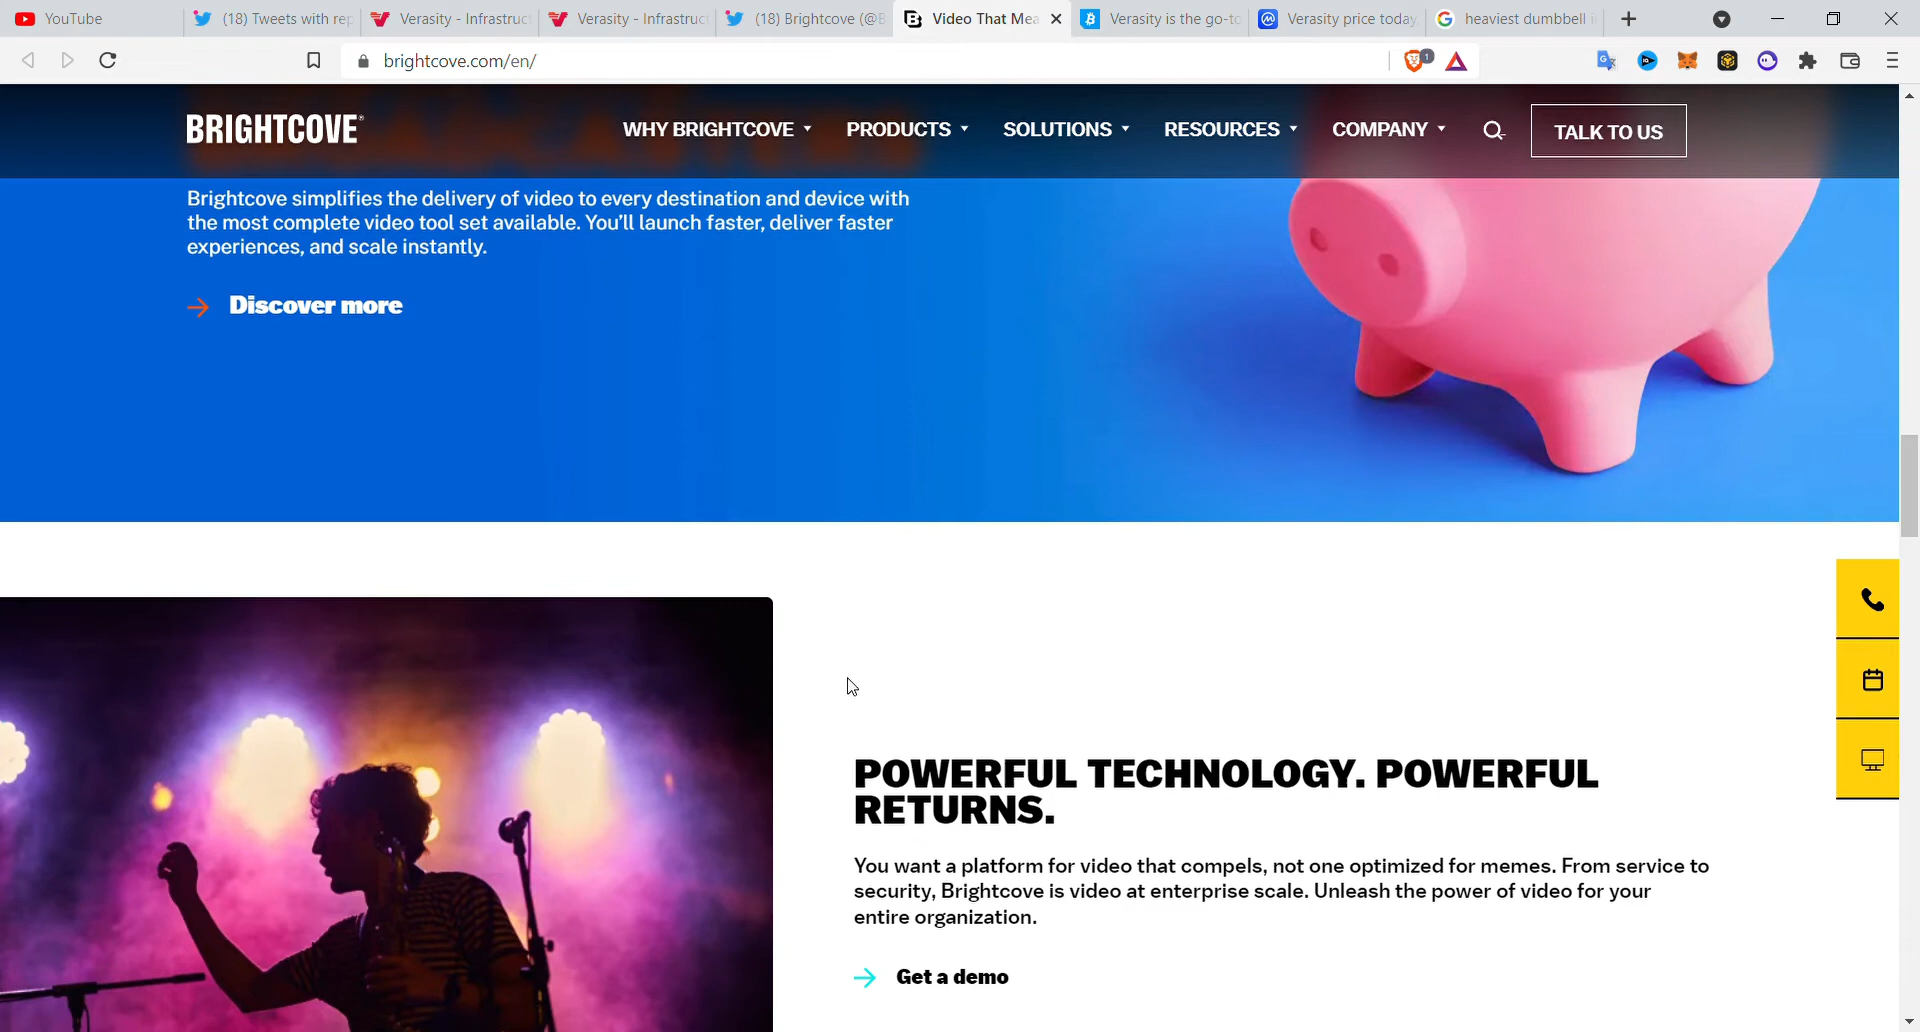 YouTube
(18) Tweets with rep
Verasity - Infrastruct
Verasity - Infrastruct
(18) Brightcove (@B
Video That Mea
Verasity is the go-to
Verasity price today,
heaviest dumbbell i
brightcove.com/en/
1
BRIGHTCOVE
WHY BRIGHTCOVE
PRODUCTS
SOLUTIONS
RESOURCES
COMPANY
TALK TO US
Brightcove simplifies the delivery of video to every destination and device with
the most complete video tool set available. You’ll launch faster, deliver faster
experiences, and scale instantly.
Discover more
POWERFUL TECHNOLOGY. POWERFUL
RETURNS.
You want a platform for video that compels, not one optimized for memes. From service to
security, Brightcove is video at enterprise scale. Unleash the power of video for your
entire organization.
Get a demo